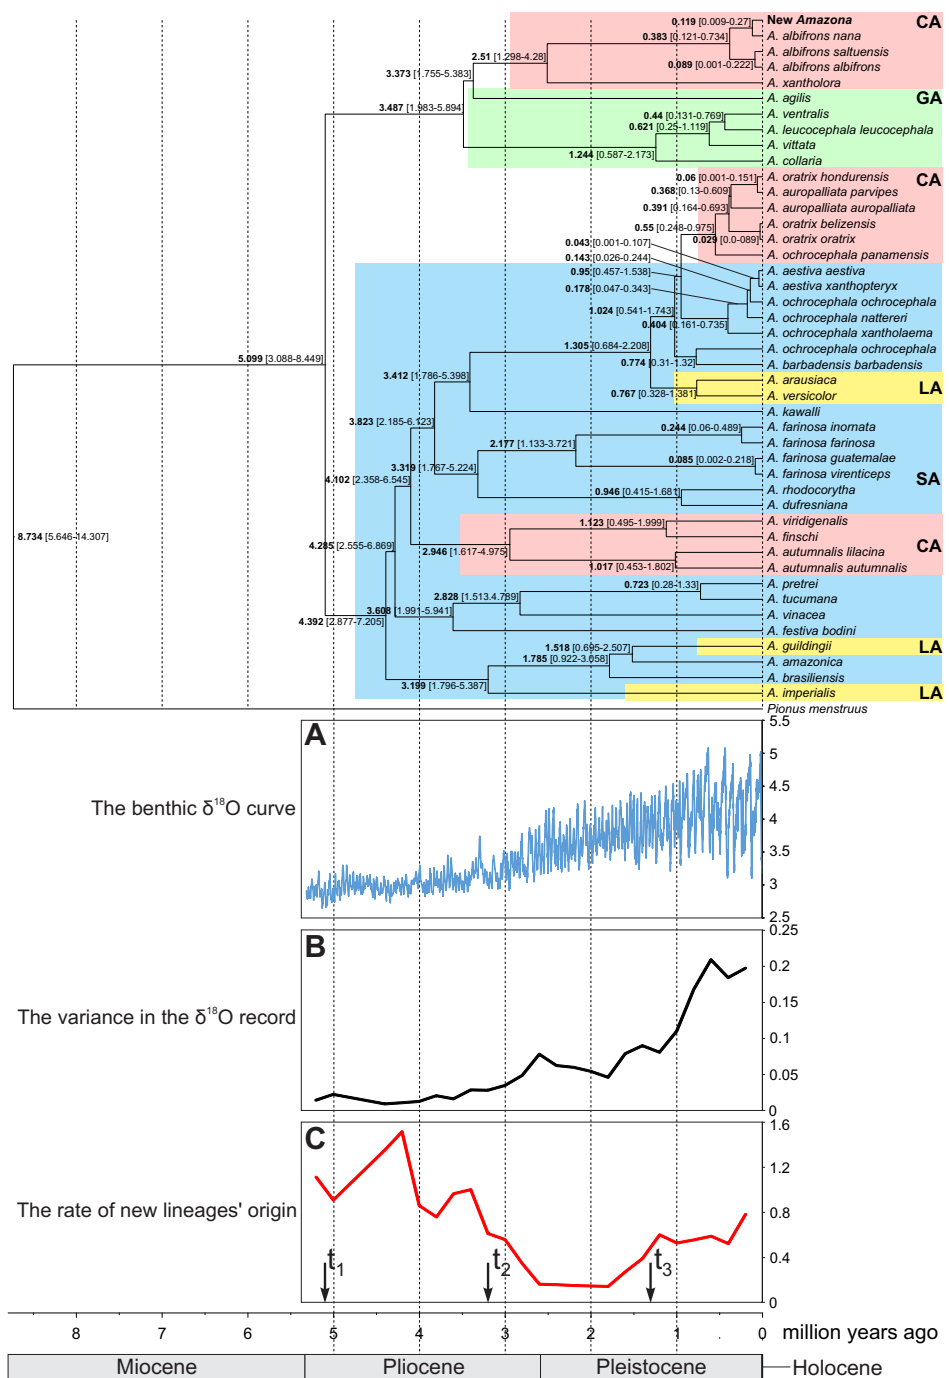 0.119 [0.009-0.27] New Amazona CA
0.383 [0.121-0.734] A. albifrons nana
2.51 [1.298-4.28] A. albifrons saltuensis
0.089 [0.001-0.222] A. albifrons albifrons
3.373 [1.755-5.383] A. xantholora
A. agilis GA
3.487 [1.983-5.894] 0.44 [0.131-0.769] A. ventralis
0.621 [0.25-1.119] A. leucocephala leucocephala
A. vittata
1.244 [0.587-2.173] A. collaria
0.06 [0.001-0.151] A. oratrix hondurensis CA
0.368 [0.13-0.609] A. auropalliata parvipes
0.391 [0.164-0.693] A. auropalliata auropalliata
0.55 [0.248-0.975] A. oratrix belizensis
0.043 [0.001-0.107] 0.029 [0.0-089] A. oratrix oratrix
0.143 [0.026-0.244] A. ochrocephala panamensis
0.95 [0.457-1.538] A. aestiva aestiva
0.178 [0.047-0.343] A. aestiva xanthopteryx
A. ochrocephala ochrocephala
1.024 [0.541-1.743] A. ochrocephala nattereri
0.404 [0.161-0.735] A. ochrocephala xantholaema
1.305 [0.684-2.208] A. ochrocephala ochrocephala
5.099 [3.088-8.449] 0.774 [0.31-1.32] A. barbadensis barbadensis
3.412 [1.786-5.398] A. arausiaca LA
0.767 [0.328-1.381] A. versicolor
A. kawalli
3.823 [2.185-6.123] 0.244 [0.06-0.489] A. farinosa inornata
2.177 [1.133-3.721] A. farinosa farinosa
0.085 [0.002-0.218] A. farinosa guatemalae
3.319 [1.767-5.224] A. farinosa virenticeps
4.102 [2.358-6.545] SA
0.946 [0.415-1.681] A. rhodocorytha
A. dufresniana
1.123 [0.495-1.999] A. viridigenalis
8.734 [5.646-14.307] A. finschi
4.285 [2.555-6.869] 2.946 [1.617-4.975] A. autumnalis lilacina CA
1.017 [0.453-1.802] A. autumnalis autumnalis
0.723 [0.28-1.33] A. pretrei
2.828 [1.513.4.789] A. tucumana
3.608 [1.991-5.941] A. vinacea
4.392 [2.877-7.205] A. festiva bodini
1.518 [0.695-2.507] A. guildingii LA
1.785 [0.922-3.058] A. amazonica
A. brasiliensis
3.199 [1.796-5.387] A. imperialis LA
Pionus menstruus
A
The benthic δ18O curve
5.5
5
4.5
4
3.5
3
2.5
B
The variance in the δ18O record
0.25
0.2
0.15
0.1
0.05
0
C
The rate of new lineages' origin
1.6
1.2
0.8
0.4
0
t1 t2 t3
8 7 6 5 4 3 2 1 0 million years ago
Miocene Pliocene Pleistocene Holocene